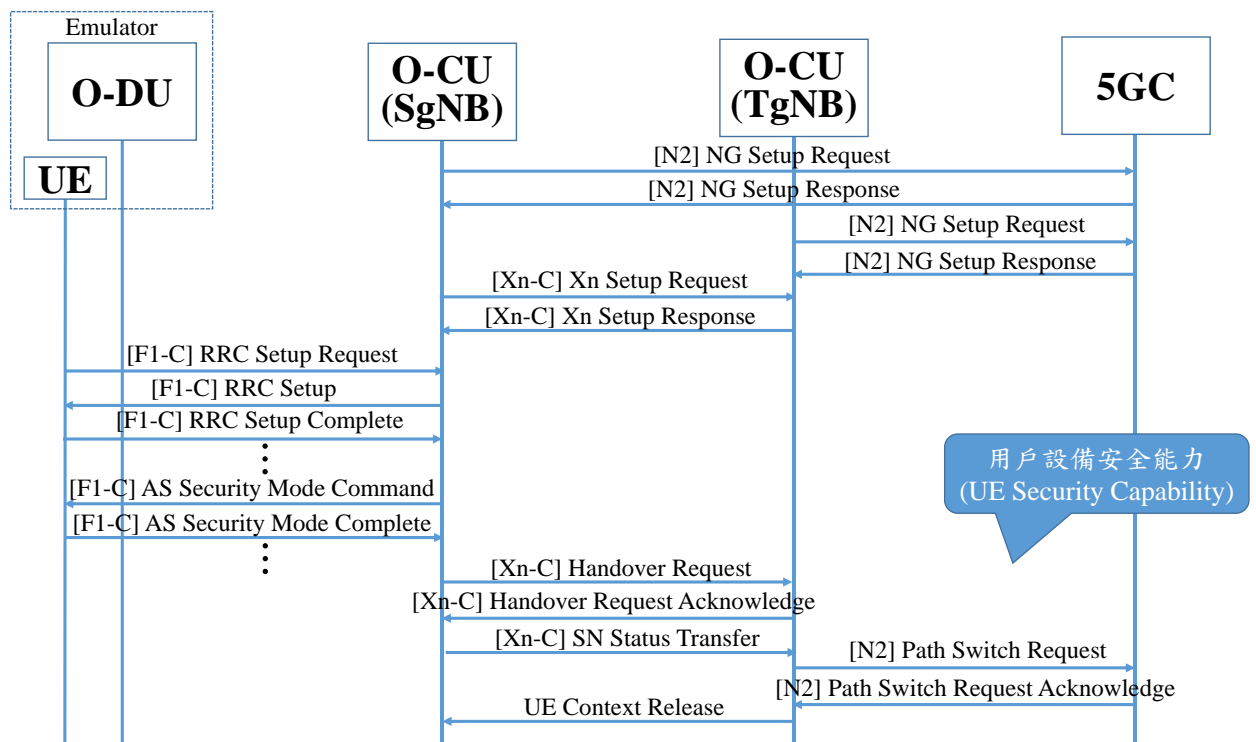 Emulator
O-DU
UE
O-CU
(SgNB)
O-CU
(TgNB)
5GC
[N2] NG Setup Request
[N2] NG Setup Response
[N2] NG Setup Request
[N2] NG Setup Response
[Xn-C] Xn Setup Request
[Xn-C] Xn Setup Response
[F1-C] RRC Setup Request
[F1-C] RRC Setup
[F1-C] RRC Setup Complete
用戶設備安全能力
(UE Security Capability)
[F1-C] AS Security Mode Command
[F1-C] AS Security Mode Complete
[Xn-C] Handover Request
[Xn-C] Handover Request Acknowledge
[Xn-C] SN Status Transfer
[N2] Path Switch Request
[N2] Path Switch Request Acknowledge
UE Context Release